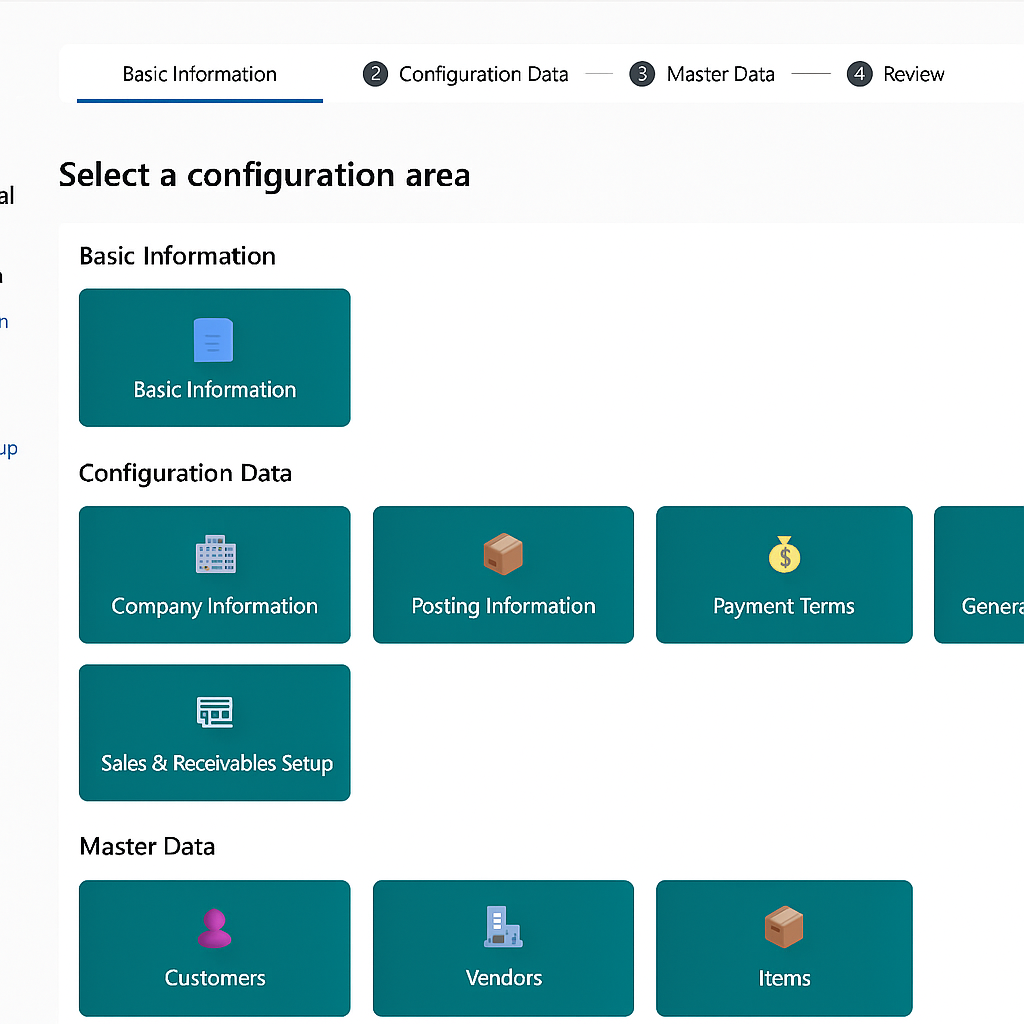 Basic Information
2 Configuration Data
3 Master Data
4 Review
Select a configuration area
al
n
up
Basic Information
Basic Information
Configuration Data
Company Information
Posting Information
Payment Terms
Genera
$
Sales & Receivables Setup
Master Data
Customers
Vendors
Items